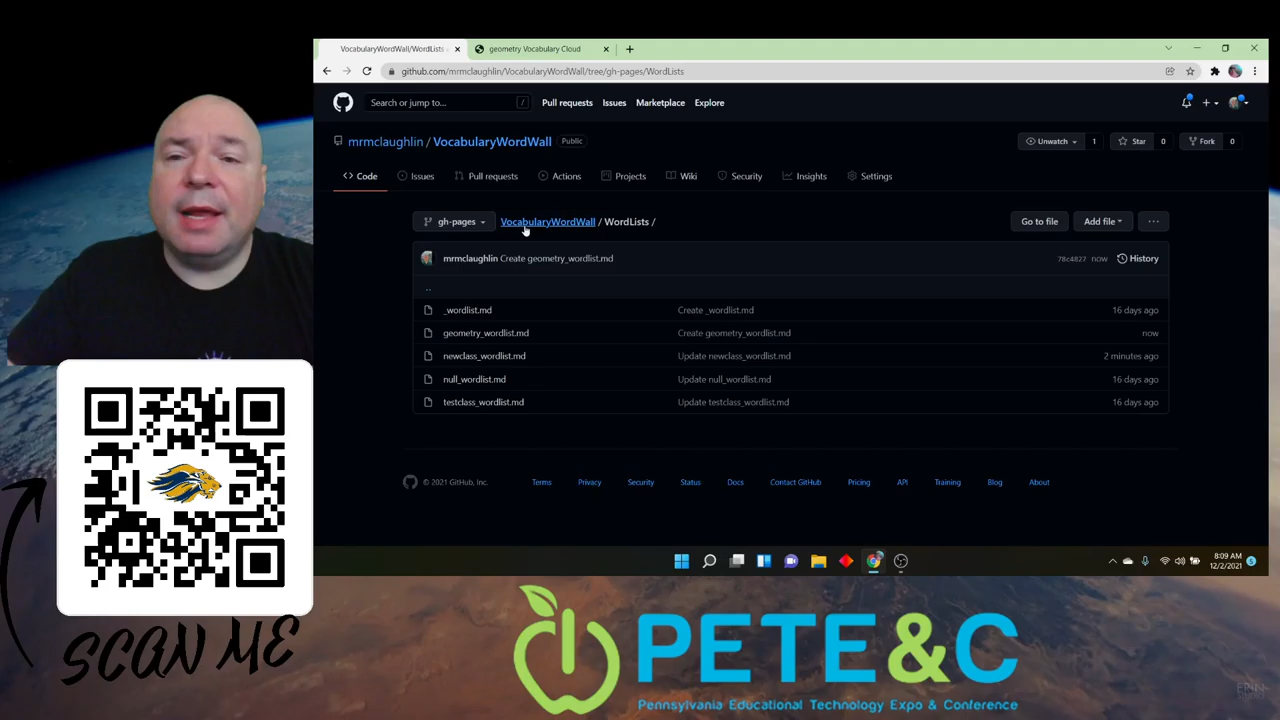 VocabularyWordWall/WordLists
geometry Vocabulary Cloud
github.com/mrmclaughlin/VocabularyWordWall/tree/gh-pages/WordLists
Search or jump to...
/
Pull requests
Issues
Marketplace
Explore
mrmclaughlin / VocabularyWordWall
Public
Unwatch
1
Star
0
Fork
0
Code
Issues
Pull requests
Actions
Projects
Wiki
Security
Insights
Settings
gh-pages
VocabularyWordWall / WordLists /
Go to file
Add file
...
mrmclaughlin Create geometry_wordlist.md
78c4827 now
History
..
_wordlist.md Create _wordlist.md 16 days ago
geometry_wordlist.md Create geometry_wordlist.md now
newclass_wordlist.md Update newclass_wordlist.md 2 minutes ago
null_wordlist.md Update null_wordlist.md 16 days ago
testclass_wordlist.md Update testclass_wordlist.md 16 days ago
© 2021 GitHub, Inc.
Terms
Privacy
Security
Status
Docs
Contact GitHub
Pricing
API
Training
Blog
About
8:09 AM
12/2/2021
5
SCAN ME
PETE&C
Pennsylvania Educational Technology Expo & Conference